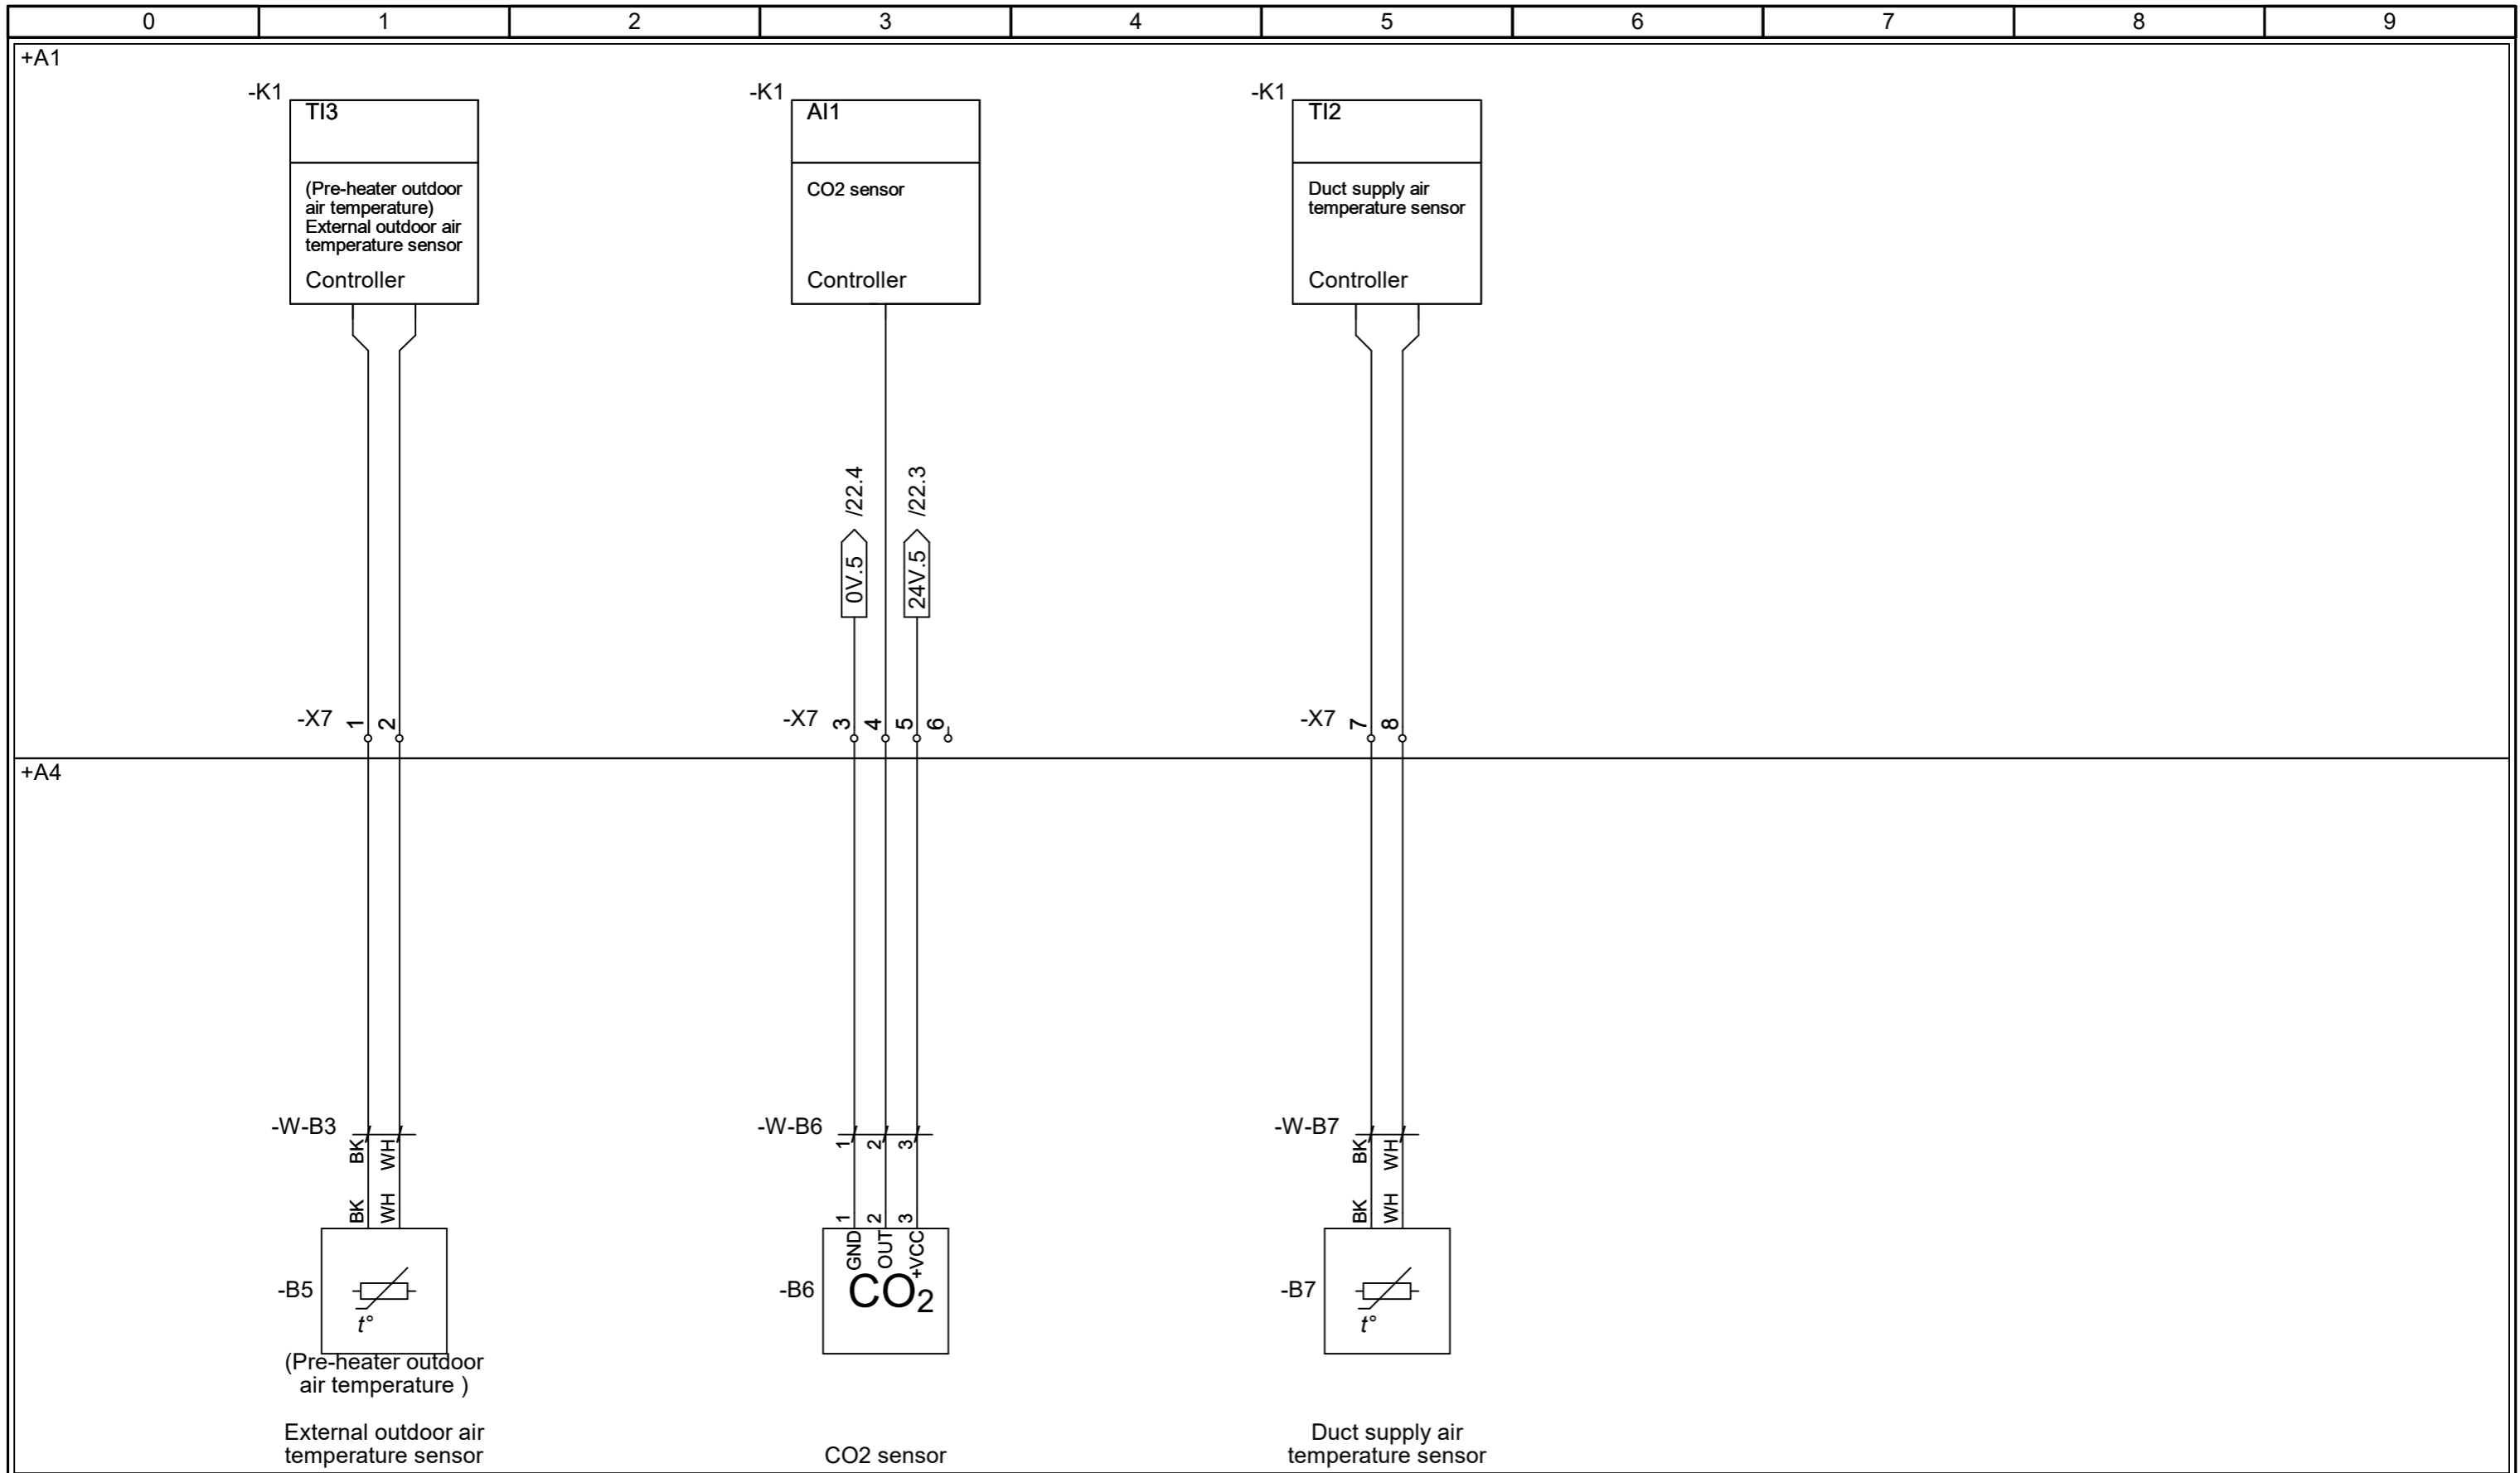 0 1 2 3 4 5 6 7 8 9
+A1
-K1
TI3
(Pre-heater outdoor
air temperature)
External outdoor air
temperature sensor
Controller
-K1
AI1
CO2 sensor
Controller
-K1
TI2
Duct supply air
temperature sensor
Controller
0V.5 /22.4
24V.5 /22.3
-X7 1 2
-X7 3 4 5 6
-X7 7 8
+A4
-W-B3 BK WH
BK WH
-B5
t°
(Pre-heater outdoor
air temperature )
External outdoor air
temperature sensor
-W-B6 1 2 3
1 2 3
GND OUT +VCC
-B6
CO₂
CO2 sensor
-W-B7 BK WH
BK WH
-B7
t°
Duct supply air
temperature sensor